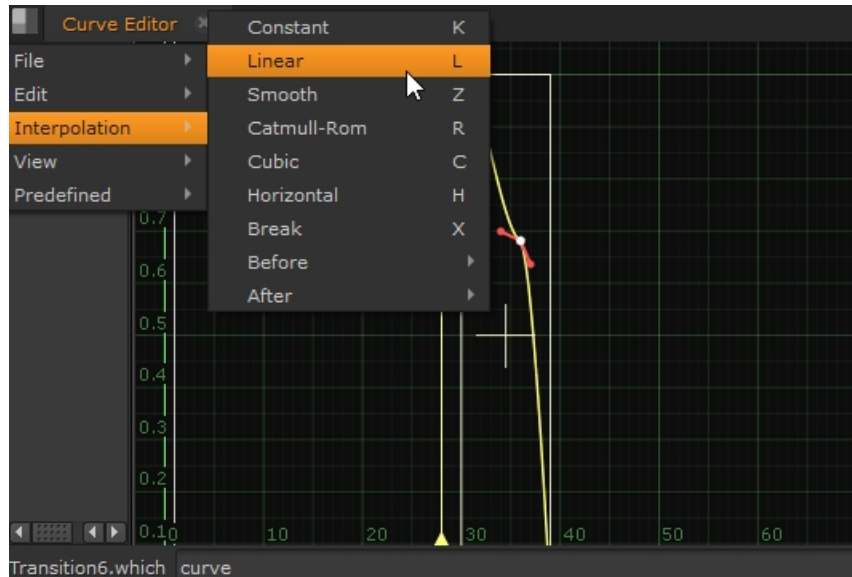 Curve Editor ×
File
Edit
Interpolation
View
Predefined
Constant K
Linear L
Smooth Z
Catmull-Rom R
Cubic C
Horizontal H
Break X
Before
After
0.7
0.6
0.5
0.4
0.3
0.2
0.1
0 10 20 30 40 50 60
Transition6.which curve